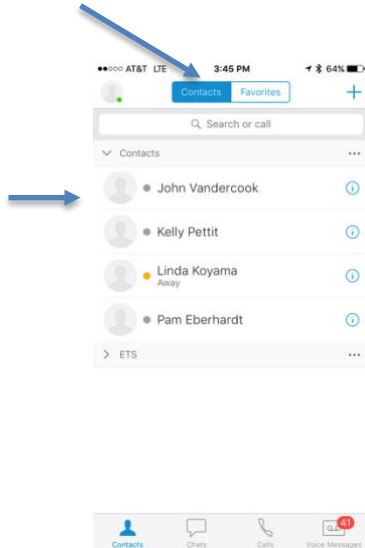 AT&T LTE 3:45 PM 64%
Contacts Favorites
Search or call
Contacts
John Vandercook
Kelly Pettit
Linda Koyama
Away
Pam Eberhardt
ETS
41
Contacts Chats Calls Voice Messages